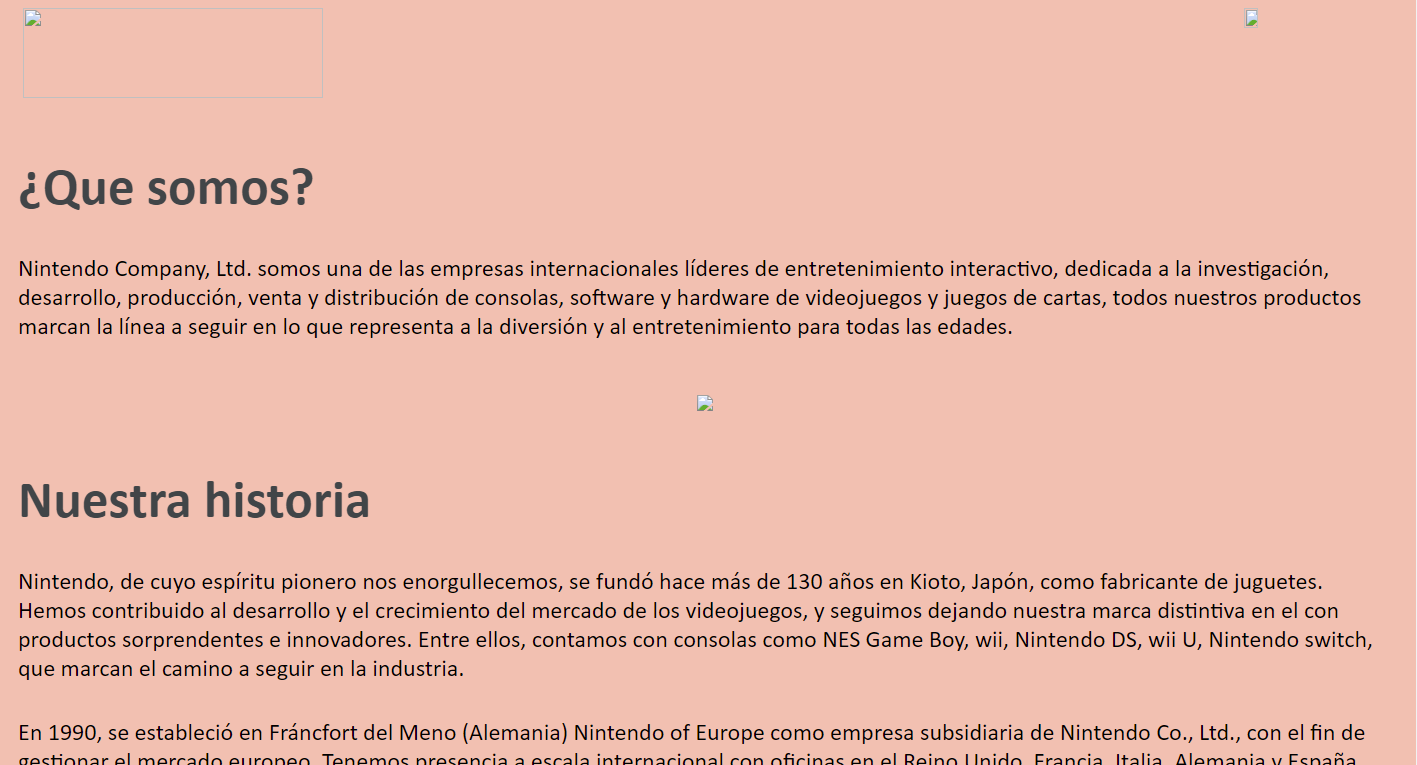 ¿Que somos?
Nintendo Company, Ltd. somos una de las empresas internacionales líderes de entretenimiento interactivo, dedicada a la investigación,
desarrollo, producción, venta y distribución de consolas, software y hardware de videojuegos y juegos de cartas, todos nuestros productos
marcan la línea a seguir en lo que representa a la diversión y al entretenimiento para todas las edades.
Nuestra historia
Nintendo, de cuyo espíritu pionero nos enorgullecemos, se fundó hace más de 130 años en Kioto, Japón, como fabricante de juguetes.
Hemos contribuido al desarrollo y el crecimiento del mercado de los videojuegos, y seguimos dejando nuestra marca distintiva en el con
productos sorprendentes e innovadores. Entre ellos, contamos con consolas como NES Game Boy, wii, Nintendo DS, wii U, Nintendo switch,
que marcan el camino a seguir en la industria.
En 1990, se estableció en Fráncfort del Meno (Alemania) Nintendo of Europe como empresa subsidiaria de Nintendo Co., Ltd., con el fin de
gestionar el mercado europeo. Tenemos presencia a escala internacional con oficinas en el Reino Unido, Francia, Italia, Alemania y España